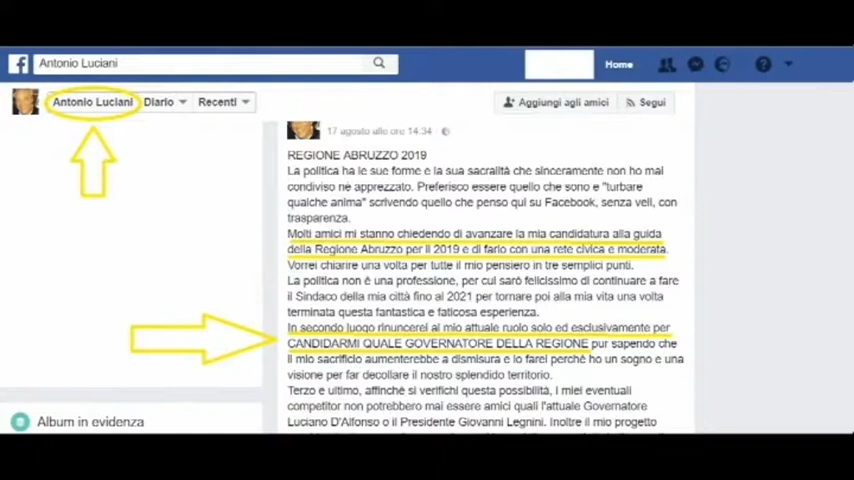 Antonio Luciani
Home
Antonio Luciani Diario Recenti
Aggiungi agli amici Segui
17 agosto alle ore 14:34
REGIONE ABRUZZO 2019
La politica ha le sue forme e la sua sacralità che sinceramente non ho mai
condiviso nè apprezzato. Preferisco essere quello che sono e "turbare
qualche anima" scrivendo quello che penso qui su Facebook, senza veli, con
trasparenza.
Molti amici mi stanno chiedendo di avanzare la mia candidatura alla guida
della Regione Abruzzo per il 2019 e di farlo con una rete civica e moderata.
Vorrei chiarire una volta per tutte il mio pensiero in tre semplici punti.
La politica non è una professione, per cui sarò felicissimo di continuare a fare
il Sindaco della mia città fino al 2021 per tornare poi alla mia vita una volta
terminata questa fantastica e faticosa esperienza.
In secondo luogo rinuncerei al mio attuale ruolo solo ed esclusivamente per
CANDIDARMI QUALE GOVERNATORE DELLA REGIONE pur sapendo che
il mio sacrificio aumenterebbe a dismisura e lo farei perchè ho un sogno e una
visione per far decollare il nostro splendido territorio.
Terzo e ultimo, affinchè si verifichi questa possibilità, i miei eventuali
competitor non potrebbero mai essere amici quali l'attuale Governatore
Luciano D'Alfonso o il Presidente Giovanni Legnini. Inoltre il mio progetto
Album in evidenza